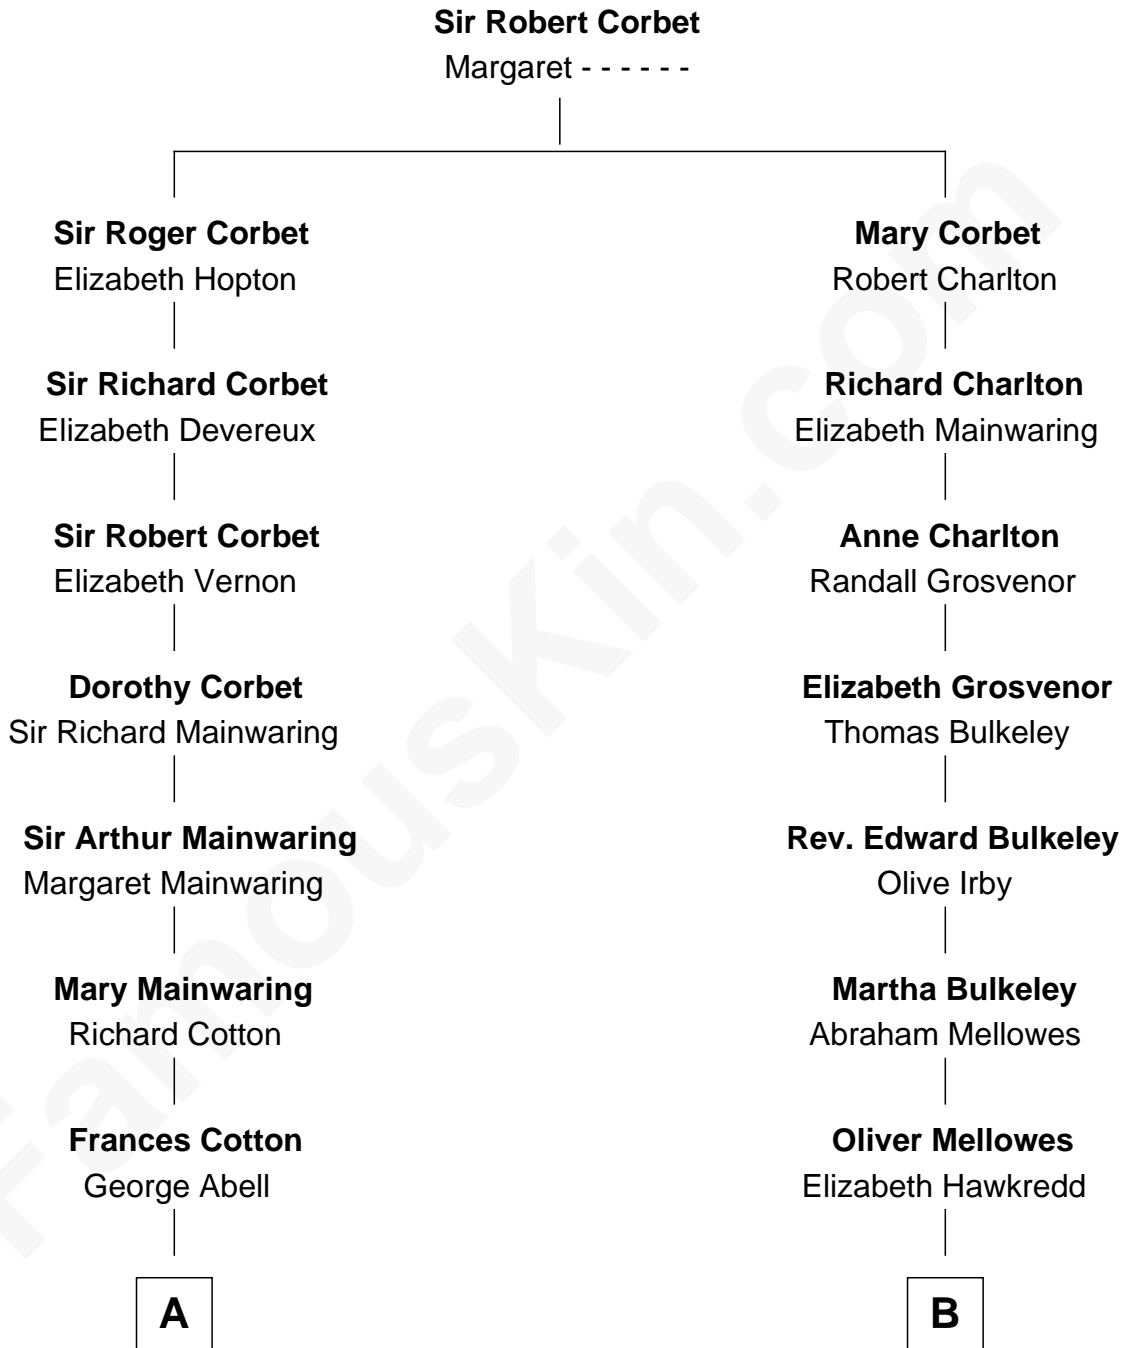 Sir Robert Corbet
Margaret - - - - - -
Sir Roger Corbet
Elizabeth Hopton
Sir Richard Corbet
Elizabeth Devereux
Sir Robert Corbet
Elizabeth Vernon
Dorothy Corbet
Sir Richard Mainwaring
Sir Arthur Mainwaring
Margaret Mainwaring
Mary Mainwaring
Richard Cotton
Frances Cotton
George Abell
A
Mary Corbet
Robert Charlton
Richard Charlton
Elizabeth Mainwaring
Anne Charlton
Randall Grosvenor
Elizabeth Grosvenor
Thomas Bulkeley
Rev. Edward Bulkeley
Olive Irby
Martha Bulkeley
Abraham Mellowes
Oliver Mellowes
Elizabeth Hawkredd
B
FamousKin.com